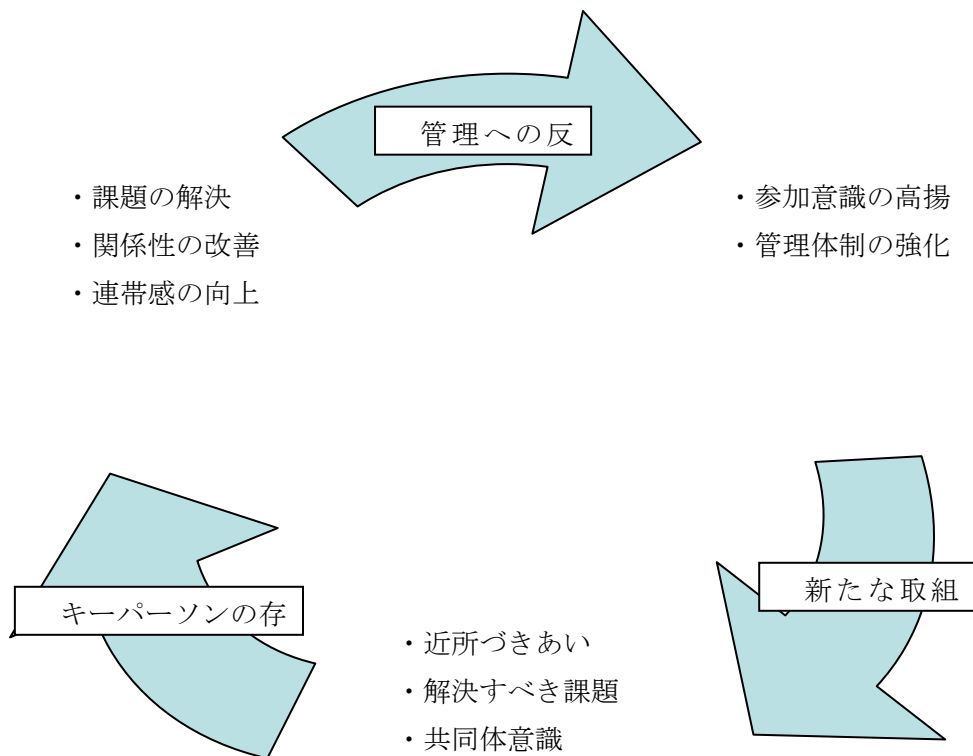 管理への反
・課題の解決
・関係性の改善
・連帯感の向上
・参加意識の高揚
・管理体制の強化
キーパーソンの存
新たな取組
・近所づきあい
・解決すべき課題
・共同体意識